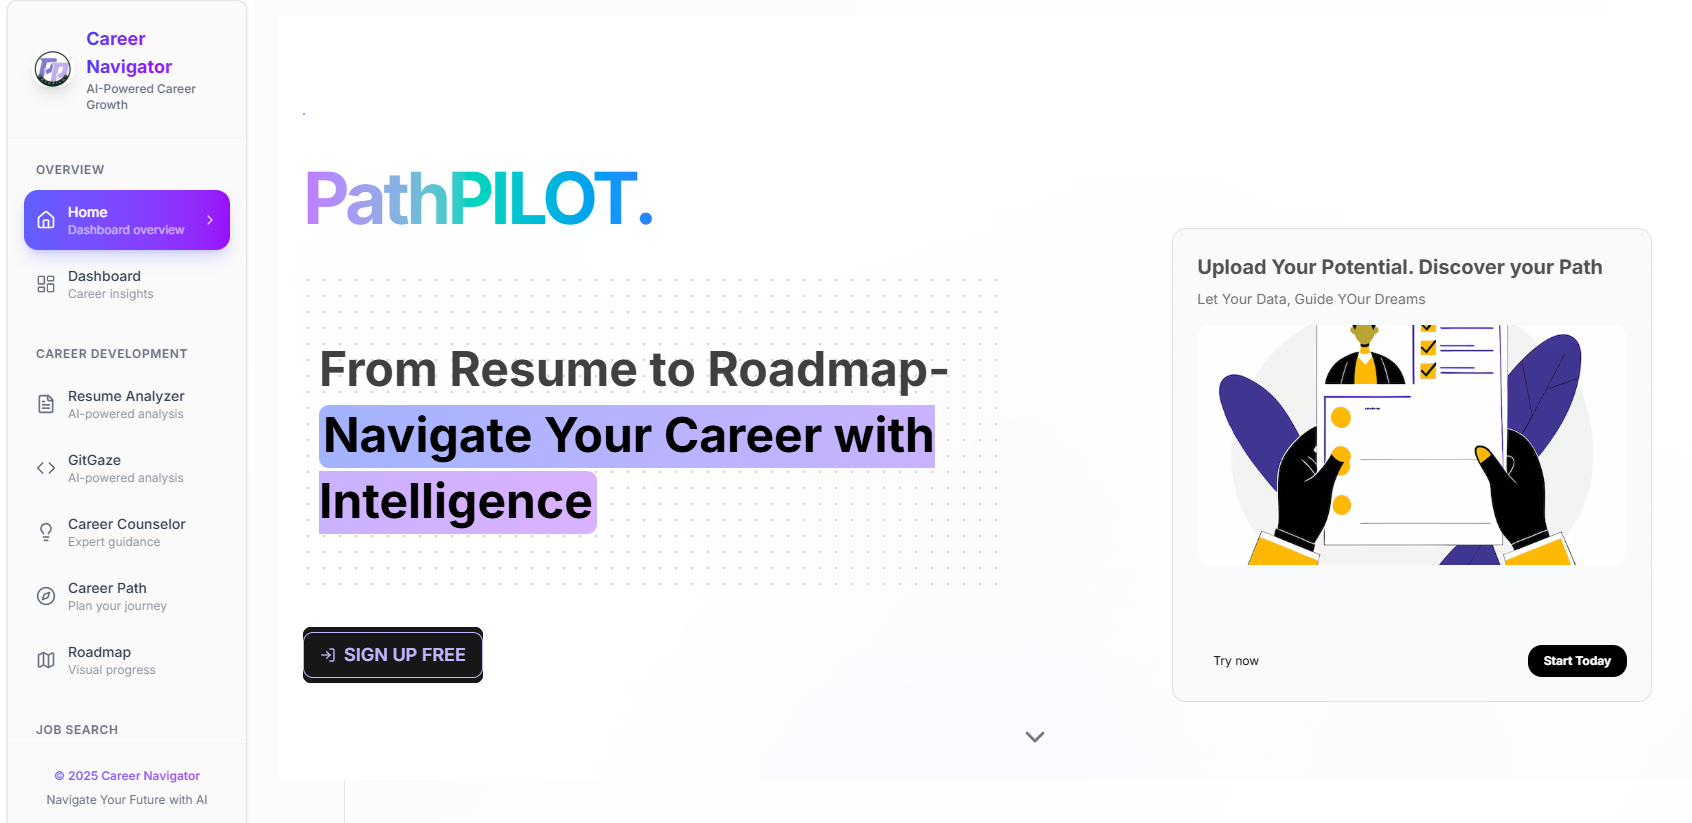 Career
Navigator
AI-Powered Career
Growth
OVERVIEW
Home
Dashboard overview
Dashboard
Career insights
CAREER DEVELOPMENT
Resume Analyzer
AI-powered analysis
GitGaze
AI-powered analysis
Career Counselor
Expert guidance
Career Path
Plan your journey
Roadmap
Visual progress
JOB SEARCH
© 2025 Career Navigator
Navigate Your Future with AI
PathPILOT.
From Resume to Roadmap-
Navigate Your Career with
Intelligence
SIGN UP FREE
Upload Your Potential. Discover your Path
Let Your Data, Guide YOur Dreams
Try now
Start Today